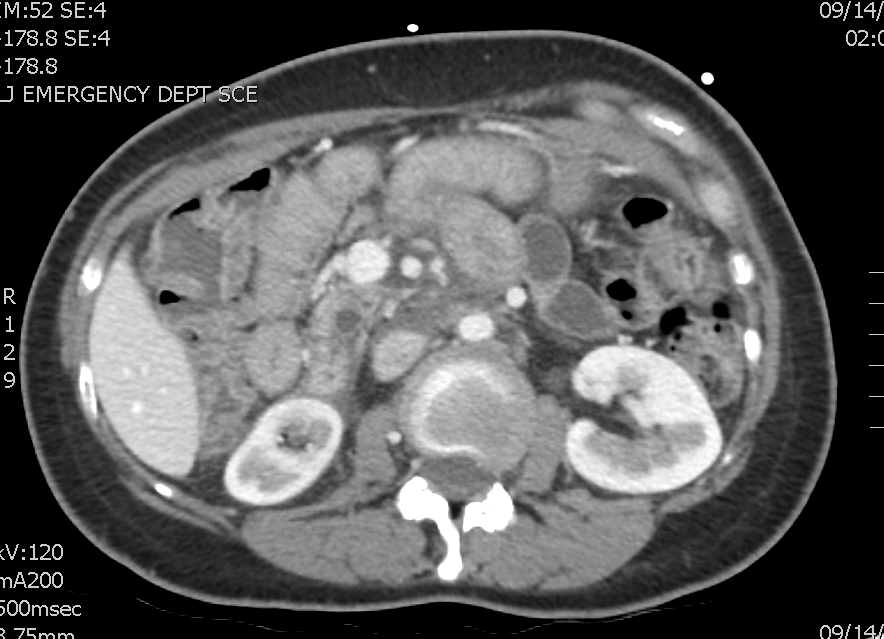 IM:52 SE:4
-178.8 SE:4
-178.8
LJ EMERGENCY DEPT SCE
09/14/
02:0
R
1
2
9
kV:120
mA200
500msec
3.75mm
09/14/